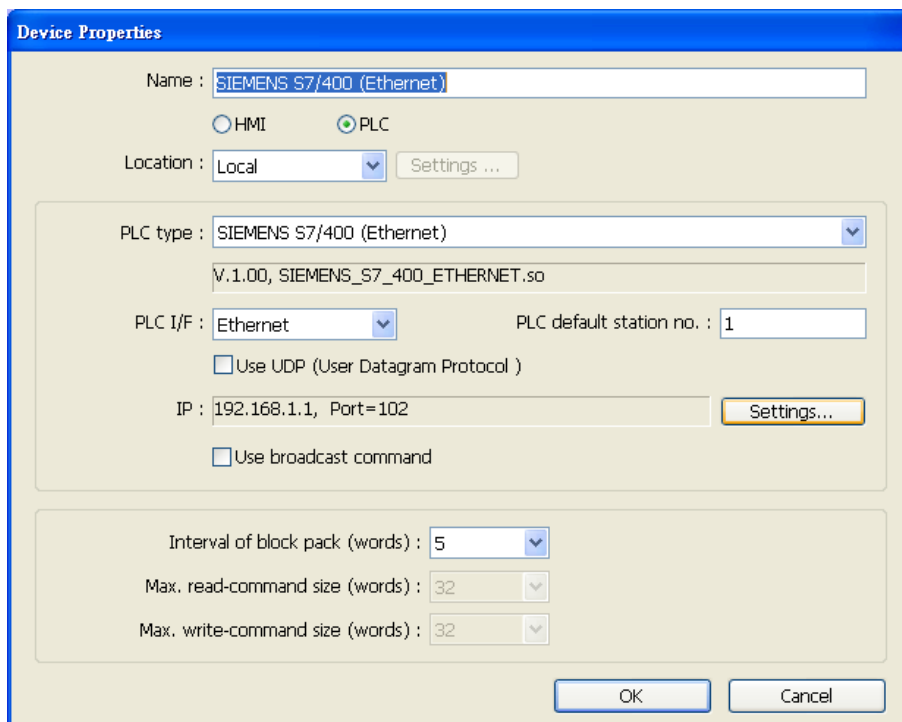 Device Properties
Name : SIEMENS S7/400 (Ethernet)
HMI PLC
Location : Local Settings ...
PLC type : SIEMENS S7/400 (Ethernet)
V.1.00, SIEMENS_S7_400_ETHERNET.so
PLC I/F : Ethernet PLC default station no. : 1
Use UDP (User Datagram Protocol )
IP : 192.168.1.1, Port=102 Settings...
Use broadcast command
Interval of block pack (words) : 5
Max. read-command size (words) : 32
Max. write-command size (words) : 32
OK Cancel